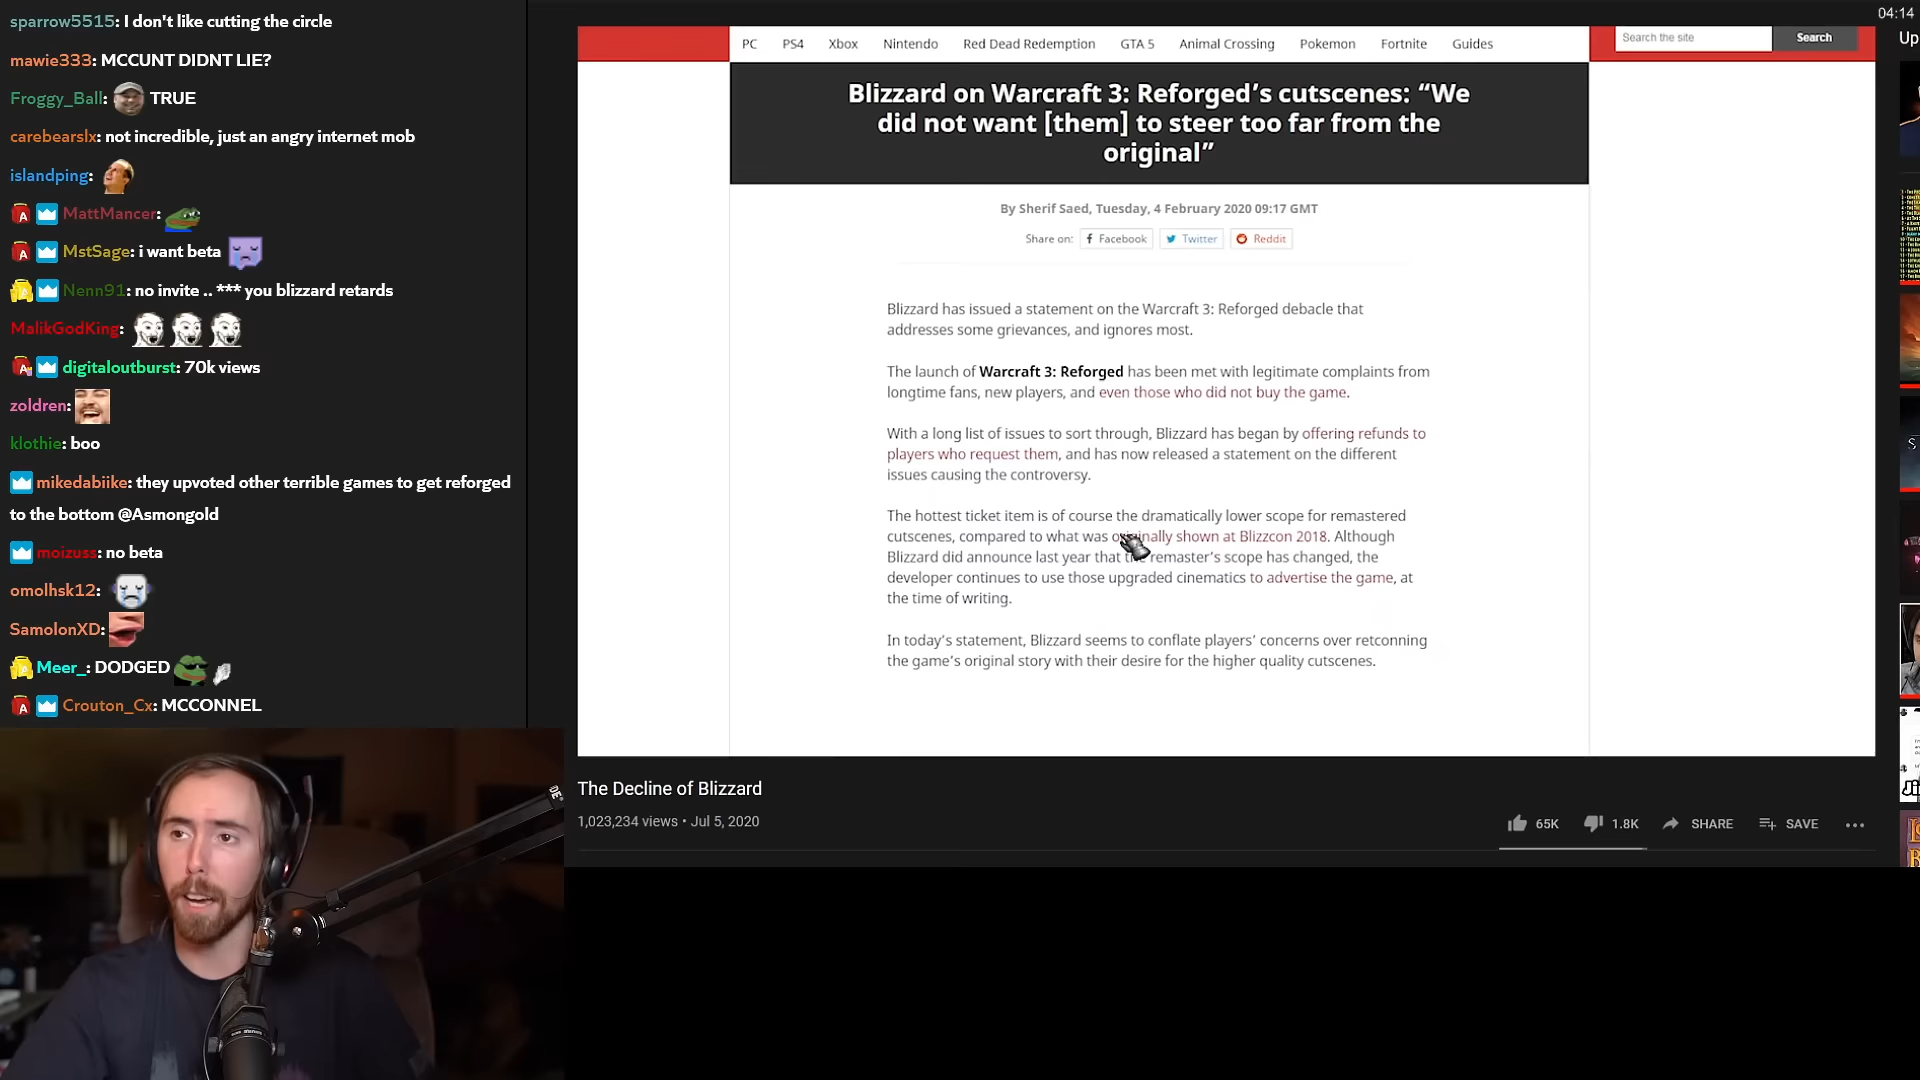 sparrow5515: I don't like cutting the circle
mawie333: MCCUNT DIDNT LIE?
Froggy_Ball: TRUE
carebearslx: not incredible, just an angry internet mob
islandping:
MattMancer:
MstSage: i want beta
Nenn91: no invite .. *** you blizzard retards
MalikGodKing:
digitaloutburst: 70k views
zoldren:
klothie: boo
mikedabiike: they upvoted other terrible games to get reforged
to the bottom @Asmongold
moizuss: no beta
omolhsk12:
SamolonXD:
Meer_: DODGED
Crouton_Cx: MCCONNEL
04:14
Up
PC PS4 Xbox Nintendo Red Dead Redemption GTA 5 Animal Crossing Pokemon Fortnite Guides
Search the site Search
Blizzard on Warcraft 3: Reforged’s cutscenes: “We
did not want [them] to steer too far from the
original”
By Sherif Saed, Tuesday, 4 February 2020 09:17 GMT
Share on: Facebook Twitter Reddit
Blizzard has issued a statement on the Warcraft 3: Reforged debacle that
addresses some grievances, and ignores most.
The launch of Warcraft 3: Reforged has been met with legitimate complaints from
longtime fans, new players, and even those who did not buy the game.
With a long list of issues to sort through, Blizzard has began by offering refunds to
players who request them, and has now released a statement on the different
issues causing the controversy.
The hottest ticket item is of course the dramatically lower scope for remastered
cutscenes, compared to what was originally shown at Blizzcon 2018. Although
Blizzard did announce last year that the remaster’s scope has changed, the
developer continues to use those upgraded cinematics to advertise the game, at
the time of writing.
In today’s statement, Blizzard seems to conflate players’ concerns over retconning
the game’s original story with their desire for the higher quality cutscenes.
The Decline of Blizzard
1,023,234 views • Jul 5, 2020
65K 1.8K SHARE SAVE